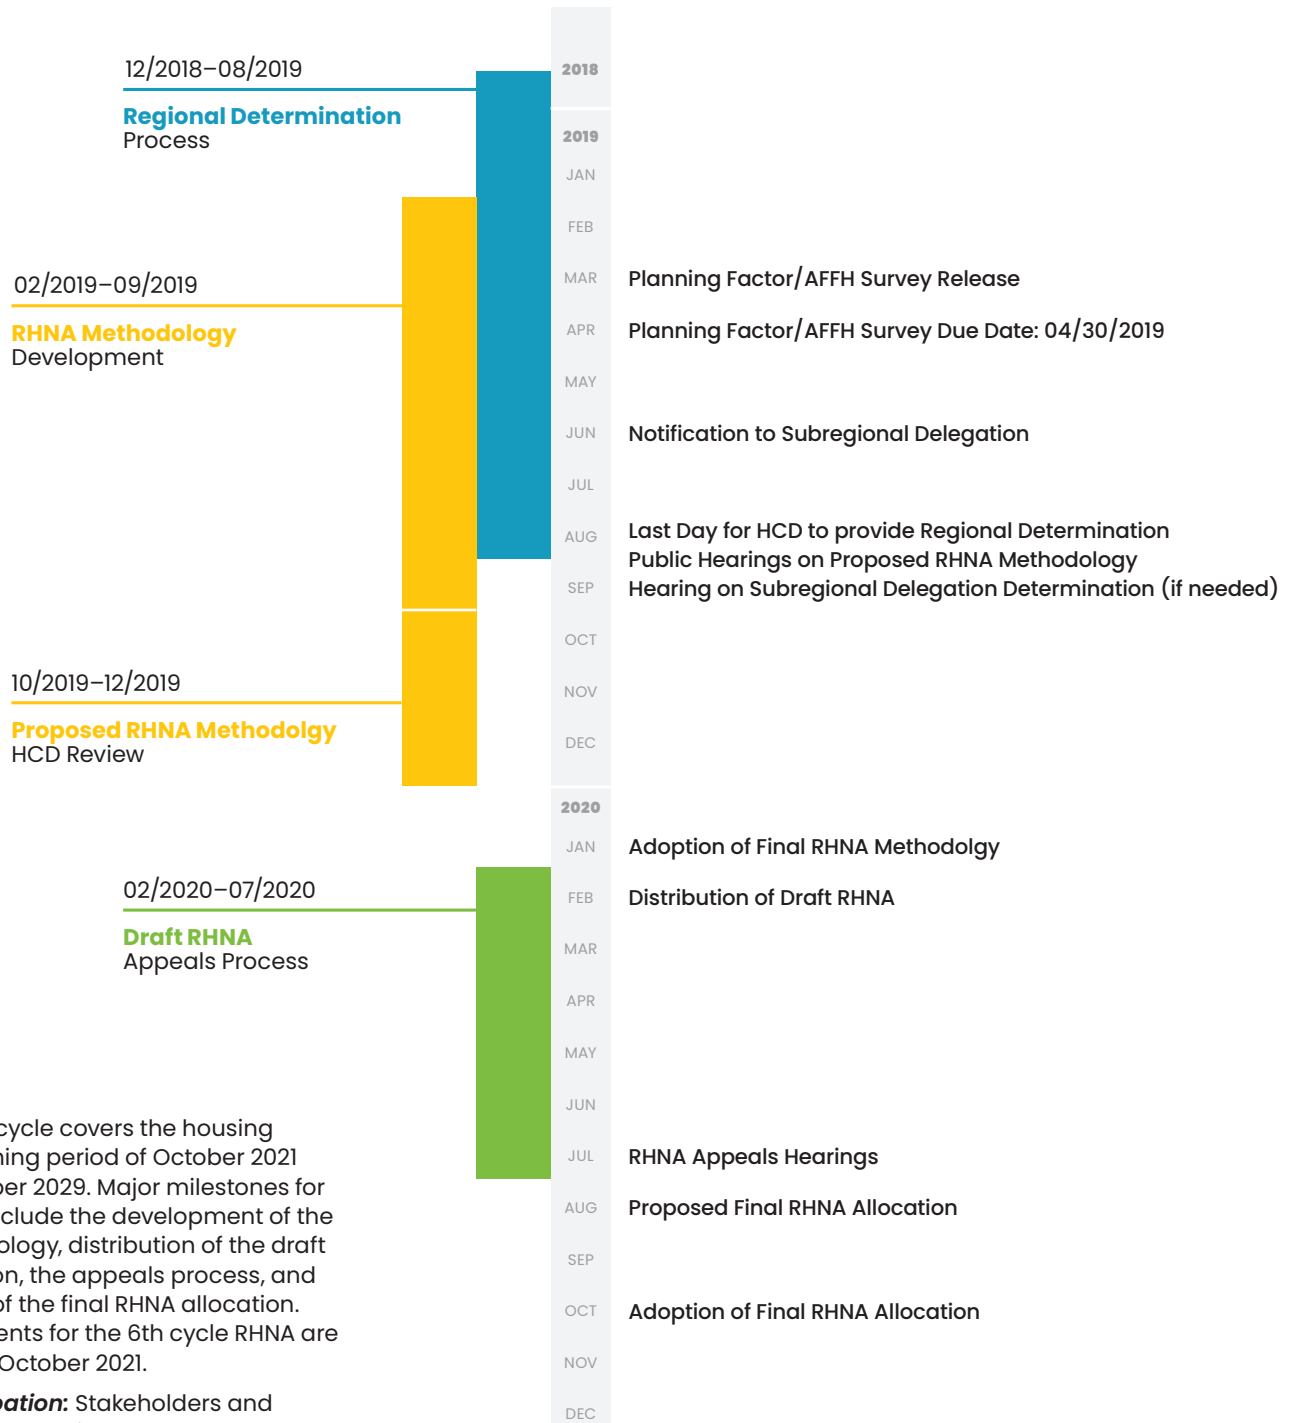 12/2018–08/2019
Regional Determination
Process
02/2019–09/2019
RHNA Methodology
Development
10/2019–12/2019
Proposed RHNA Methodolgy
HCD Review
02/2020–07/2020
Draft RHNA
Appeals Process
2018
2019
JAN
FEB
MAR Planning Factor/AFFH Survey Release
APR Planning Factor/AFFH Survey Due Date: 04/30/2019
MAY
JUN Notification to Subregional Delegation
JUL
AUG Last Day for HCD to provide Regional Determination
Public Hearings on Proposed RHNA Methodology
SEP Hearing on Subregional Delegation Determination (if needed)
OCT
NOV
DEC
2020
JAN Adoption of Final RHNA Methodolgy
FEB Distribution of Draft RHNA
MAR
APR
MAY
JUN
JUL RHNA Appeals Hearings
AUG Proposed Final RHNA Allocation
SEP
OCT Adoption of Final RHNA Allocation
NOV
DEC
cycle covers the housing
period of October 2021
2029. Major milestones for
the development of the
distribution of the draft
the appeals process, and
of the final RHNA allocation.
for the 6th cycle RHNA are
October 2021.
Stakeholders and